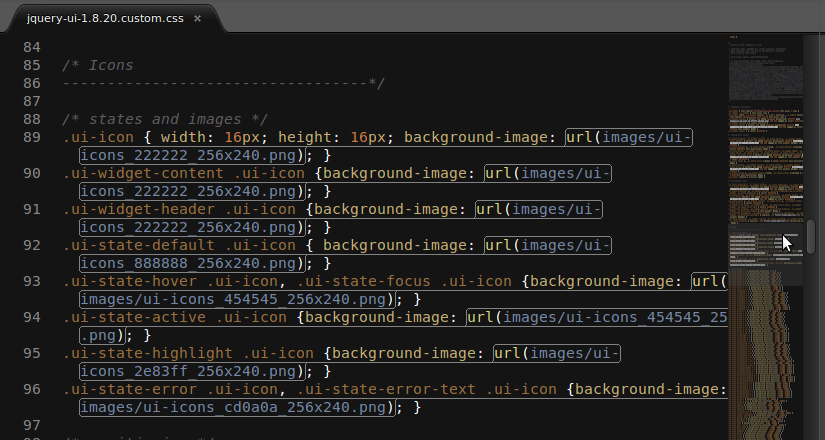 jquery-ui-1.8.20.custom.css ×
84
85 /* Icons
86 ----------------------------------*/
87
88 /* states and images */
89 .ui-icon { width: 16px; height: 16px; background-image: url(images/ui-
icons_222222_256x240.png); }
90 .ui-widget-content .ui-icon {background-image: url(images/ui-
icons_222222_256x240.png); }
91 .ui-widget-header .ui-icon {background-image: url(images/ui-
icons_222222_256x240.png); }
92 .ui-state-default .ui-icon { background-image: url(images/ui-
icons_888888_256x240.png); }
93 .ui-state-hover .ui-icon, .ui-state-focus .ui-icon {background-image: url(
images/ui-icons_454545_256x240.png); }
94 .ui-state-active .ui-icon {background-image: url(images/ui-icons_454545_25
.png); }
95 .ui-state-highlight .ui-icon {background-image: url(images/ui-
icons_2e83ff_256x240.png); }
96 .ui-state-error .ui-icon, .ui-state-error-text .ui-icon {background-image:
images/ui-icons_cd0a0a_256x240.png); }
97